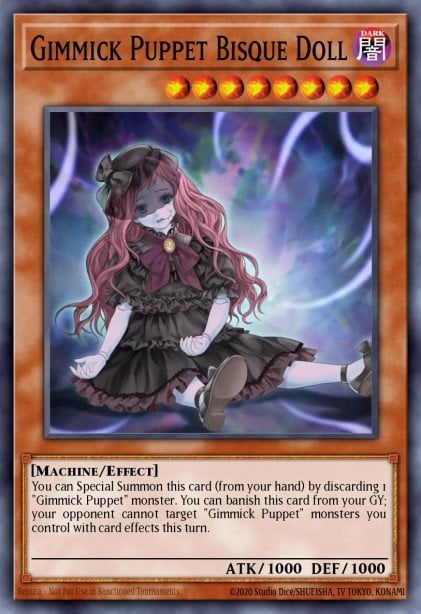 Gimmick Puppet Bisque Doll
DARK
闇
[Machine/Effect]
You can Special Summon this card (from your hand) by discarding 1
"Gimmick Puppet" monster. You can banish this card from your GY;
your opponent cannot target "Gimmick Puppet" monsters you
control with card effects this turn.
ATK/1000 DEF/1000
Replica - Not For Use in Sanctioned Tournaments. ©2020 Studio Dice/SHUEISHA, TV TOKYO, KONAMI